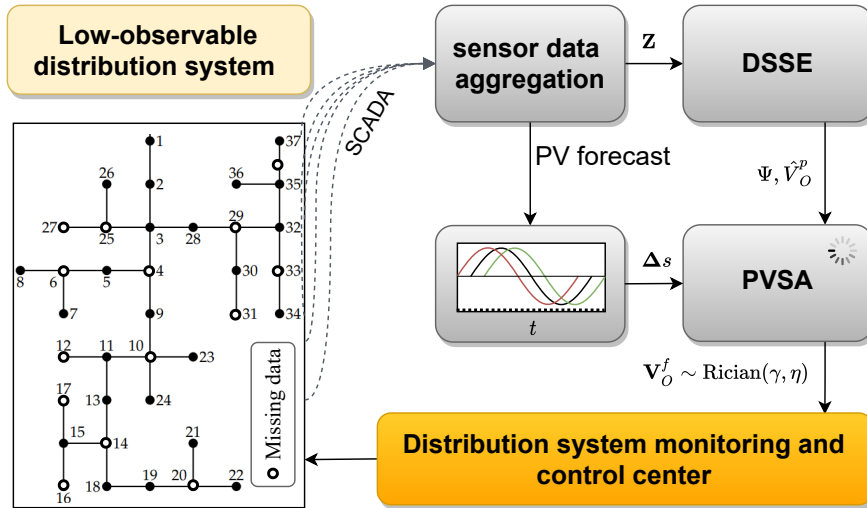 Low-observable
distribution system
sensor data
aggregation
Z
DSSE
SCADA
PV forecast
Ψ, V̂_O^p
t
Δs
PVSA
V_O^f ∼ Rician(γ, η)
Distribution system monitoring and
control center
Missing data
1
37
26
2
36
35
27
25
3
28
29
32
8
6
5
4
30
33
7
9
31
34
12
11
10
23
17
13
24
15
14
21
16
18
19
20
22